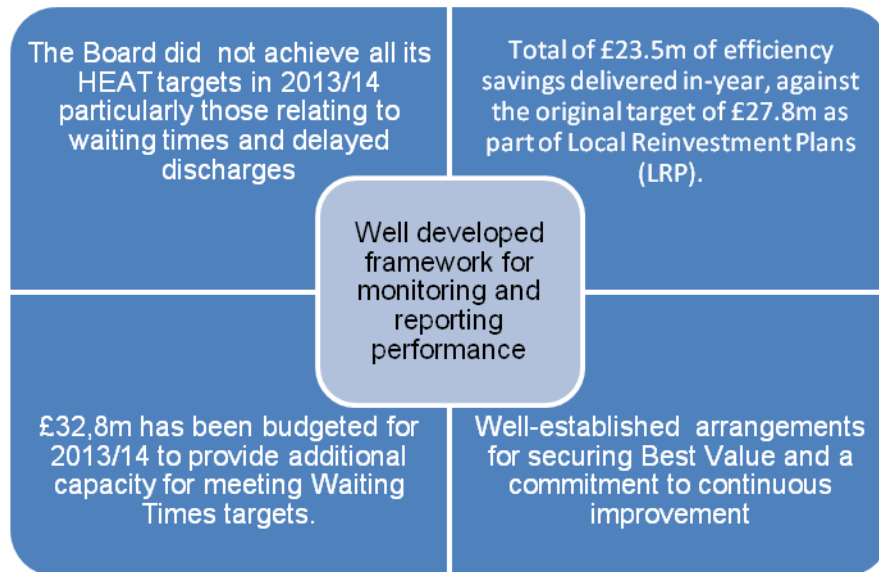 The Board did  not achieve all its
HEAT targets in 2013/14
particularly those relating to
waiting times and delayed
discharges
Total of £23.5m of efficiency
savings delivered in-year, against
the original target of £27.8m as
part of Local Reinvestment Plans
(LRP).
Well developed
framework for
monitoring and
reporting
performance
£32,8m has been budgeted for
2013/14 to provide additional
capacity for meeting Waiting
Times targets.
Well-established  arrangements
for securing Best Value and a
commitment to continuous
improvement